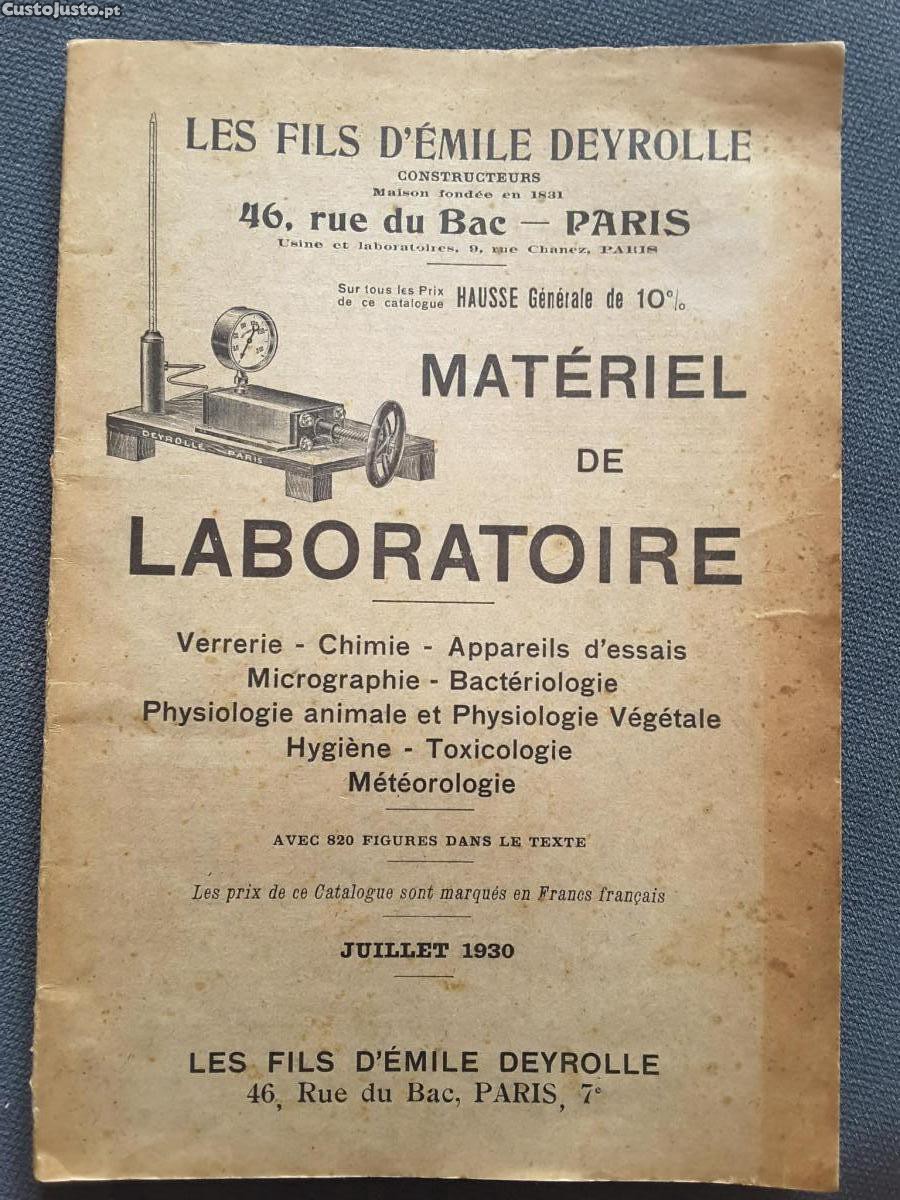 CustoJusto.pt
LES FILS D'ÉMILE DEYROLLE
CONSTRUCTEURS
Maison fondée en 1831
46, rue du Bac — PARIS
Usine et laboratoires, 9, rue Chanez, PARIS
Sur tous les Prix
de ce catalogue HAUSSE Générale de 10%
MATÉRIEL
DE
DEYROLLE - PARIS
LABORATOIRE
Verrerie - Chimie - Appareils d'essais
Micrographie - Bactériologie
Physiologie animale et Physiologie Végétale
Hygiène - Toxicologie
Météorologie
AVEC 820 FIGURES DANS LE TEXTE
Les prix de ce Catalogue sont marqués en Francs français
JUILLET 1930
LES FILS D'ÉMILE DEYROLLE
46, Rue du Bac, PARIS, 7e